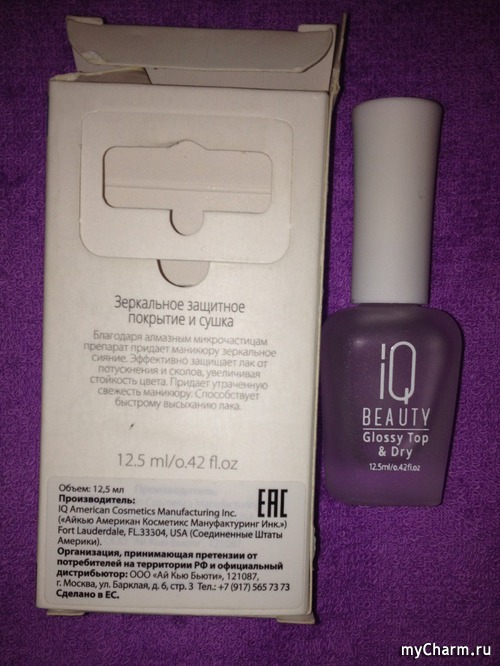 Зеркальное защитное
покрытие и сушка
Благодаря алмазным микрочастицам
препарат придает маникюру зеркальное
сияние. Эффективно защищает лак от
потускнения и сколов, увеличивая
стойкость цвета. Придает утраченную
свежесть маникюру. Способствует
быстрому высыханию лака.
12.5 ml/0.42 fl.oz
Объем: 12,5 мл
Производитель:
IQ American Cosmetics Manufacturing Inc.
(«Айкью Американ Косметикс Мануфактуринг Инк.»)
Fort Lauderdale, FL.33304, USA (Соединенные Штаты
Америки).
Организация, принимающая претензии от
потребителей на территории РФ и официальный
дистрибьютор: ООО «Ай Кью Бьюти», 121087,
г. Москва, ул. Барклая, д. 6, стр. 3 Тел.: +7 (917) 565 73 73
Сделано в ЕС.
EAC
iQ
BEAUTY
Glossy Top
& Dry
12.5ml/0.42fl.oz
myCharm.ru